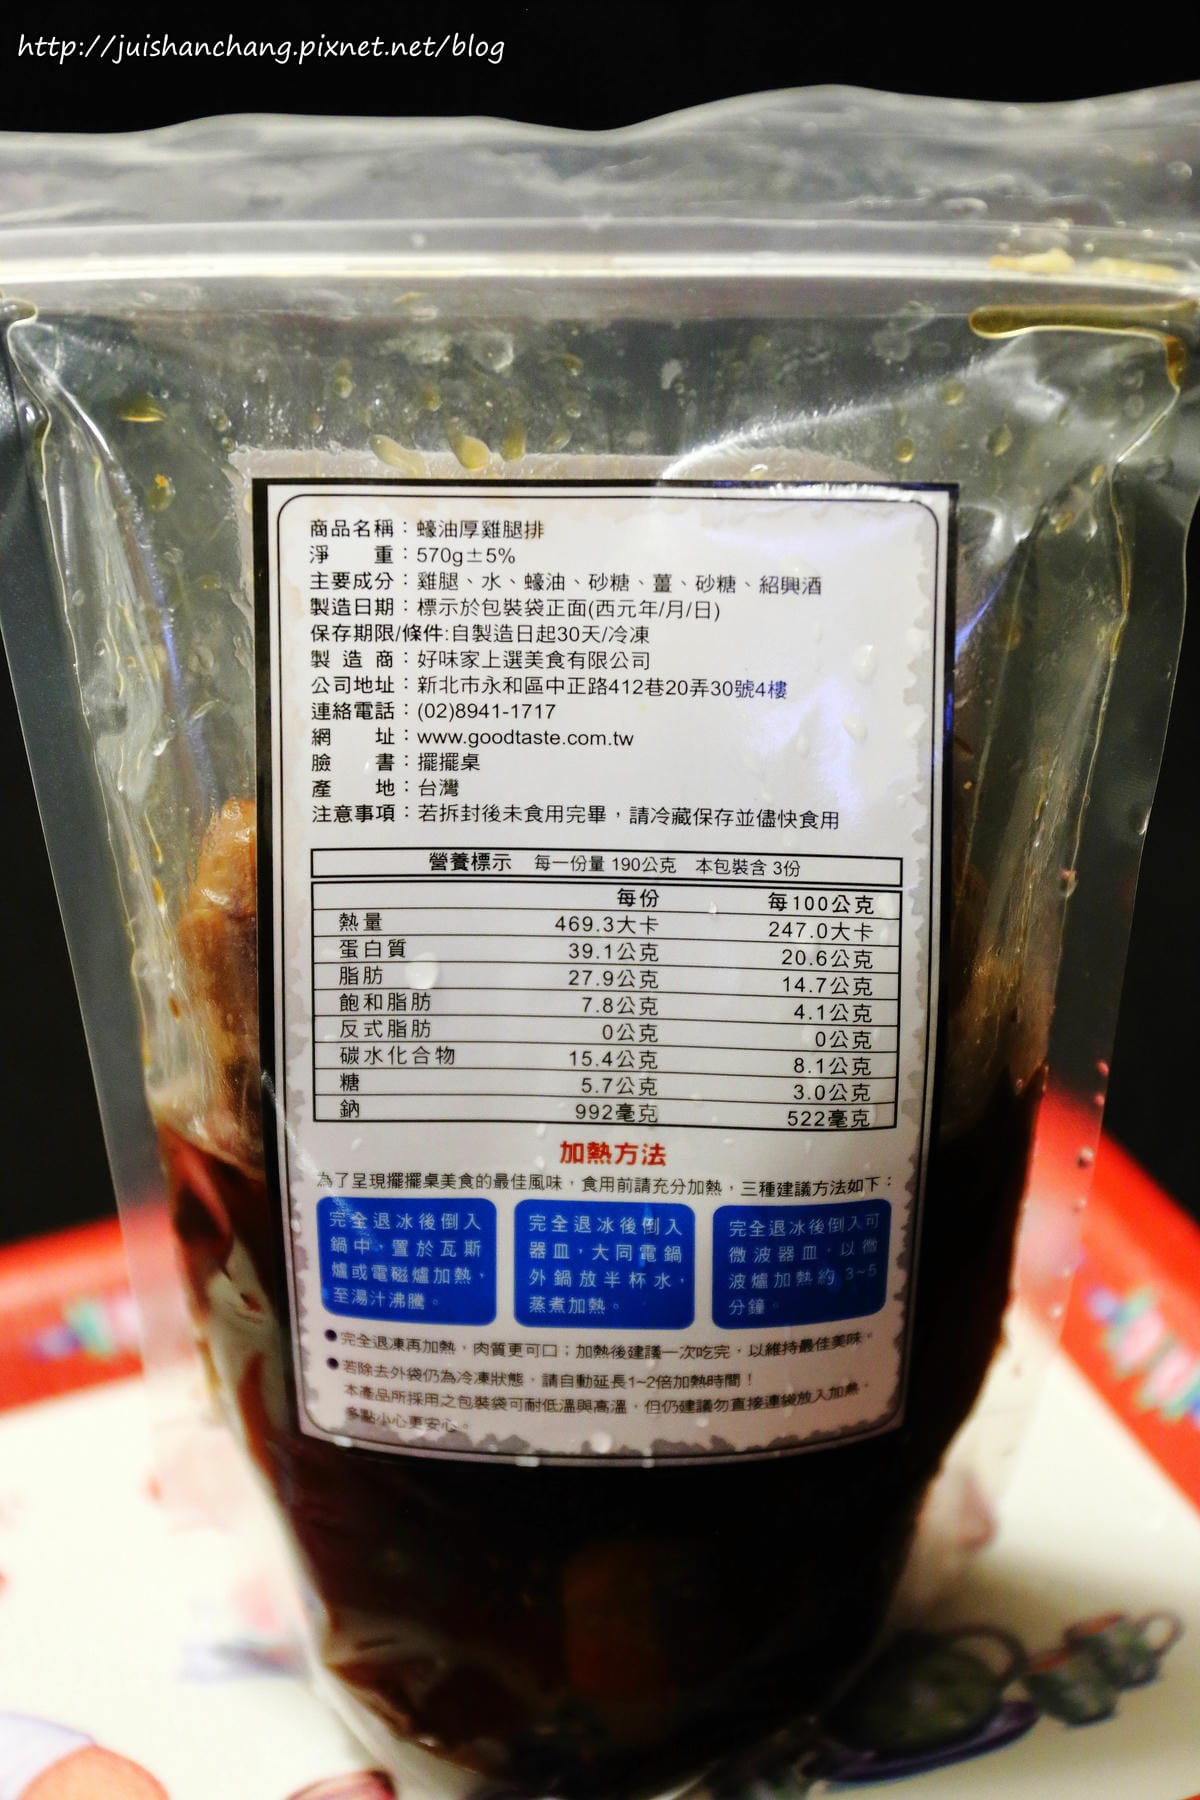 http://juishanchang.pixnet.net/blog
商品名稱：蠔油厚雞腿排
淨　　重：570g±5%
主要成分：雞腿、水、蠔油、砂糖、薑、砂糖、紹興酒
製造日期：標示於包裝袋正面(西元年/月/日)
保存期限/條件:自製造日起30天/冷凍
製 造 商：好味家上選美食有限公司
公司地址：新北市永和區中正路412巷20弄30號4樓
連絡電話：(02)8941-1717
網　　址：www.goodtaste.com.tw
臉　　書：擺擺桌
產　　地：台灣
注意事項：若拆封後未食用完畢，請冷藏保存並儘快食用
營養標示　每一份量 190公克　本包裝含 3份
每份　每100公克
熱量　469.3大卡　247.0大卡
蛋白質　39.1公克　20.6公克
脂肪　27.9公克　14.7公克
飽和脂肪　7.8公克　4.1公克
反式脂肪　0公克　0公克
碳水化合物　15.4公克　8.1公克
糖　5.7公克　3.0公克
鈉　992毫克　522毫克
加熱方法
為了呈現擺擺桌美食的最佳風味，食用前請充分加熱，三種建議方法如下：
完全退冰後倒入
鍋中，置於瓦斯
爐或電磁爐加熱，
至湯汁沸騰。
完全退冰後倒入
器皿，大同電鍋
外鍋放半杯水，
蒸煮加熱。
完全退冰後倒入可
微波器皿，以微
波爐加熱約 3~5
分鐘。
●完全退凍再加熱，肉質更可口；加熱後建議一次吃完，以維持最佳美味。
●若除去外袋仍為冷凍狀態，請自動延長1~2倍加熱時間！
本產品所採用之包裝袋可耐低溫與高溫，但仍建議勿直接連袋放入加熱，
多點小心更安心。